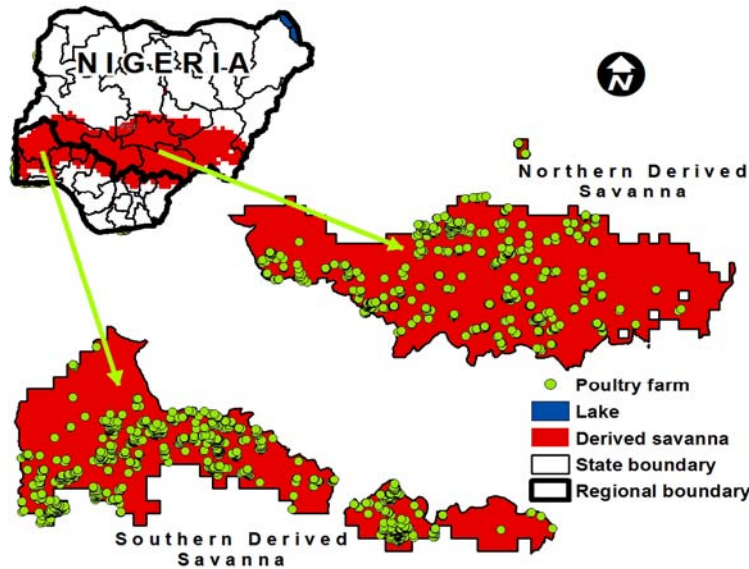 NIGERIA
N
Northern Derived
Savanna
Poultry farm
Lake
Derived savanna
State boundary
Regional boundary
Southern Derived
Savanna